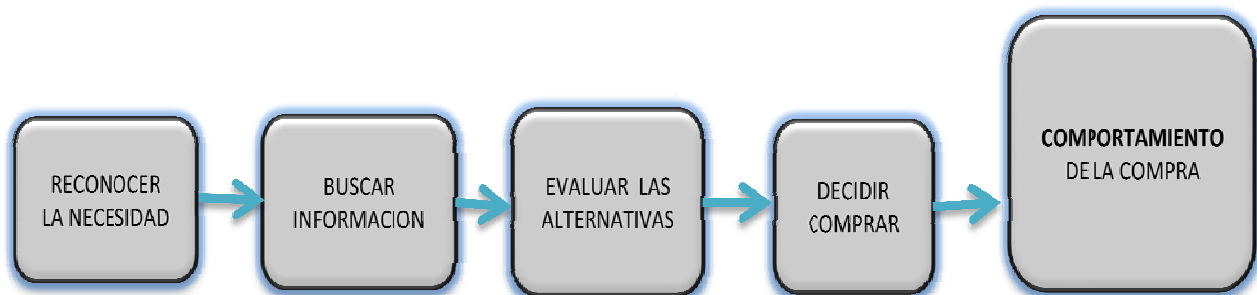 RECONOCER
LA NECESIDAD
BUSCAR
INFORMACION
EVALUAR LAS
ALTERNATIVAS
DECIDIR
COMPRAR
COMPORTAMIENTO
DE LA COMPRA